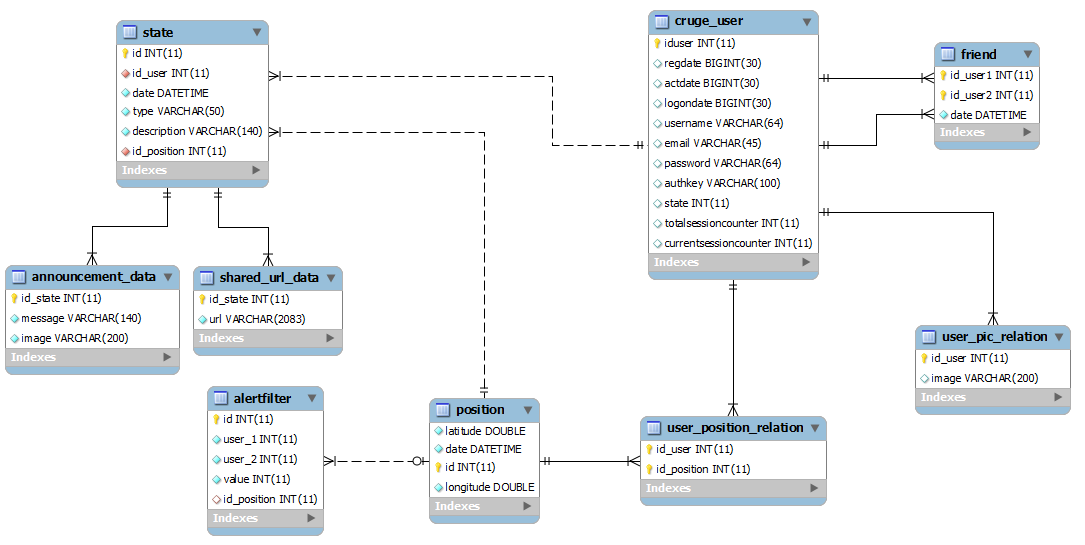 state
id INT(11)
id_user INT(11)
date DATETIME
type VARCHAR(50)
description VARCHAR(140)
id_position INT(11)
Indexes
cruge_user
iduser INT(11)
regdate BIGINT(30)
actdate BIGINT(30)
logondate BIGINT(30)
username VARCHAR(64)
email VARCHAR(45)
password VARCHAR(64)
authkey VARCHAR(100)
state INT(11)
totalsessioncounter INT(11)
currentsessioncounter INT(11)
Indexes
friend
id_user1 INT(11)
id_user2 INT(11)
date DATETIME
Indexes
announcement_data
id_state INT(11)
message VARCHAR(140)
image VARCHAR(200)
Indexes
shared_url_data
id_state INT(11)
url VARCHAR(2083)
Indexes
user_pic_relation
id_user INT(11)
image VARCHAR(200)
Indexes
alertfilter
id INT(11)
user_1 INT(11)
user_2 INT(11)
value INT(11)
id_position INT(11)
Indexes
position
latitude DOUBLE
date DATETIME
id INT(11)
longitude DOUBLE
Indexes
user_position_relation
id_user INT(11)
id_position INT(11)
Indexes